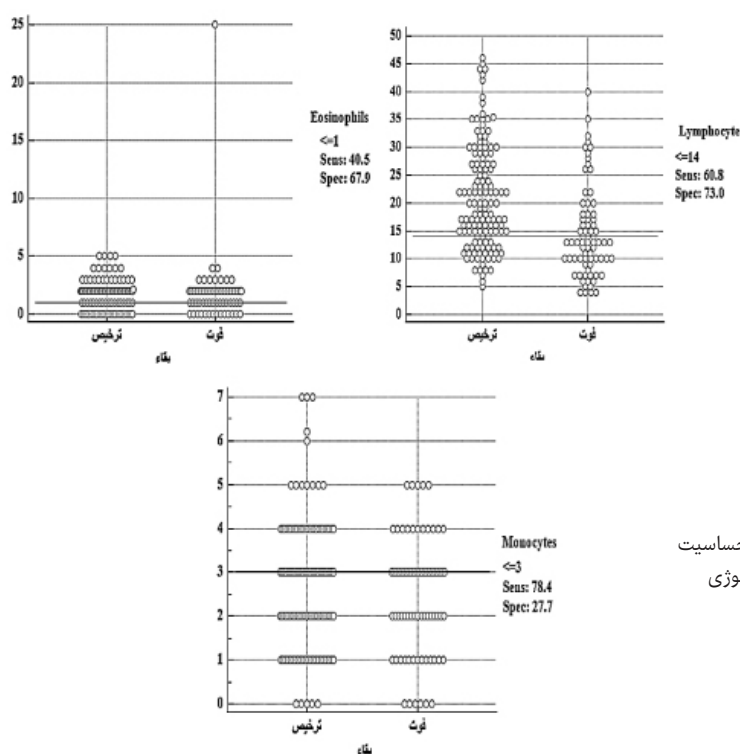 25
20
15
10
5
0
ترخیص
فوت
بقاء
Eosinophils
<=1
Sens: 40.5
Spec: 67.9
50
45
40
35
30
25
20
15
10
5
0
ترخیص
فوت
بقاء
Lymphocyte
<=14
Sens: 60.8
Spec: 73.0
7
6
5
4
3
2
1
0
ترخیص
فوت
بقاء
Monocytes
<=3
Sens: 78.4
Spec: 27.7